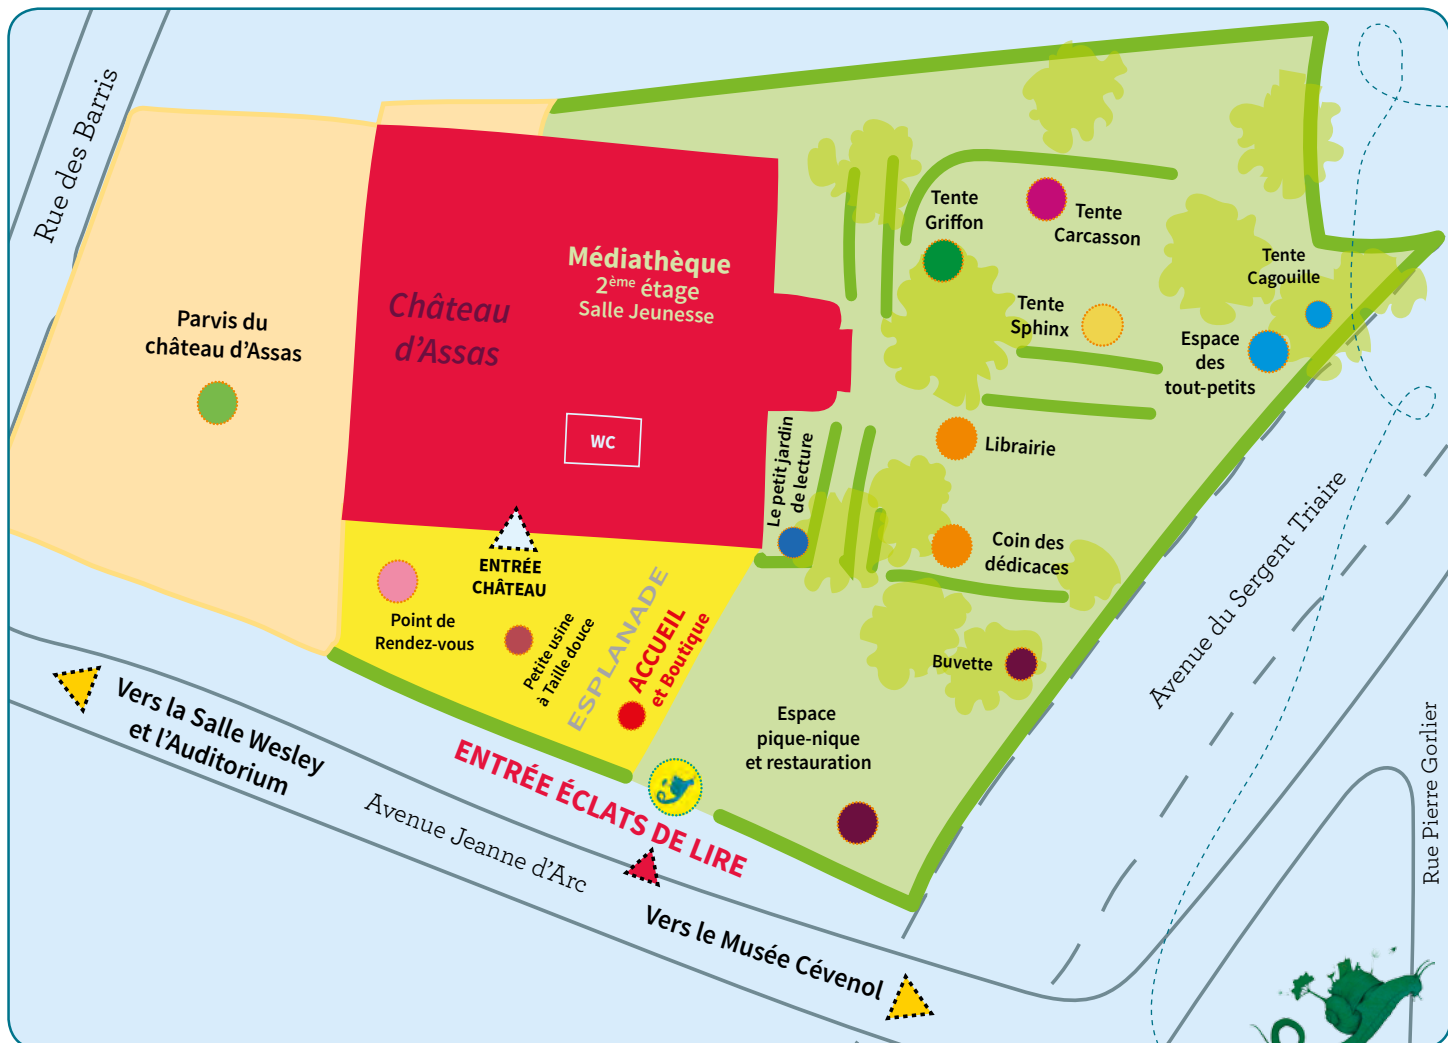 Rue des Barris
Parvis du
château d'Assas
Château
d'Assas
Médiathèque
2ème étage
Salle Jeunesse
WC
Tente
Griffon
Tente
Carcasson
Tente
Sphinx
Tente
Cagouille
Espace
des
tout-petits
Librairie
Le petit jardin
de lecture
Coin des
dédicaces
ENTRÉE
CHÂTEAU
Point de
Rendez-vous
Petite usine
à Taille douce
ESPLANADE
ACCUEIL
et Boutique
Buvette
Espace
pique-nique
et restauration
Avenue du Sergent Triaire
Rue Pierre Gorlier
Vers la Salle Wesley
et l'Auditorium
ENTRÉE ÉCLATS DE LIRE
Avenue Jeanne d'Arc
Vers le Musée Cévenol